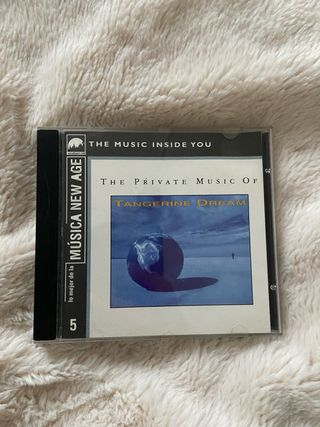 THE MUSIC INSIDE YOU
THE PRIVATE MUSIC OF
TANGERINE DREAM
lo mejor de la
MÚSICA NEW AGE
5